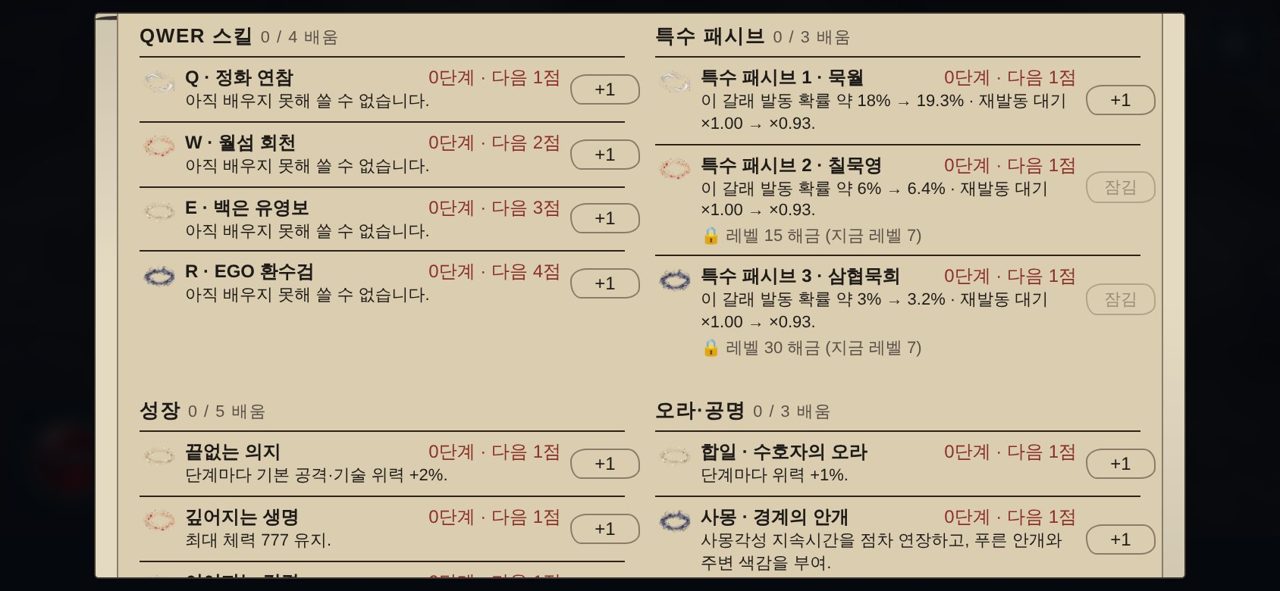 QWER 스킬 0 / 4 배움
Q · 정화 연참 0단계 · 다음 1점
아직 배우지 못해 쓸 수 없습니다.
+1
W · 월섬 회천 0단계 · 다음 2점
아직 배우지 못해 쓸 수 없습니다.
+1
E · 백은 유영보 0단계 · 다음 3점
아직 배우지 못해 쓸 수 없습니다.
+1
R · EGO 환수검 0단계 · 다음 4점
아직 배우지 못해 쓸 수 없습니다.
+1
특수 패시브 0 / 3 배움
특수 패시브 1 · 묵월 0단계 · 다음 1점
이 갈래 발동 확률 약 18% → 19.3% · 재발동 대기
×1.00 → ×0.93.
+1
특수 패시브 2 · 칠묵영 0단계 · 다음 1점
이 갈래 발동 확률 약 6% → 6.4% · 재발동 대기
×1.00 → ×0.93.
🔒 레벨 15 해금 (지금 레벨 7)
잠김
특수 패시브 3 · 삼협묵희 0단계 · 다음 1점
이 갈래 발동 확률 약 3% → 3.2% · 재발동 대기
×1.00 → ×0.93.
🔒 레벨 30 해금 (지금 레벨 7)
잠김
성장 0 / 5 배움
끝없는 의지 0단계 · 다음 1점
단계마다 기본 공격·기술 위력 +2%.
+1
깊어지는 생명 0단계 · 다음 1점
최대 체력 777 유지.
+1
오라·공명 0 / 3 배움
합일 · 수호자의 오라 0단계 · 다음 1점
단계마다 위력 +1%.
+1
사몽 · 경계의 안개 0단계 · 다음 1점
사몽각성 지속시간을 점차 연장하고, 푸른 안개와
주변 색감을 부여.
+1